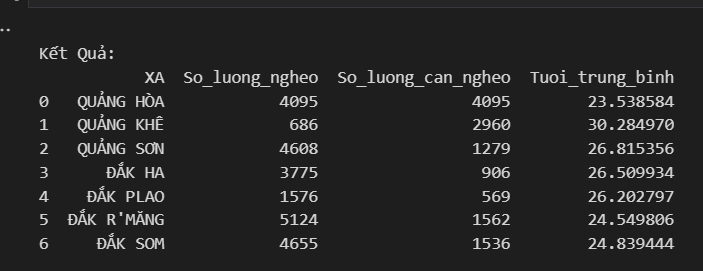 ..
Kết Quả:
XA So_luong_ngheo So_luong_can_ngheo Tuoi_trung_binh
0 QUẢNG HÒA 4095 4095 23.538584
1 QUẢNG KHÊ 686 2960 30.284970
2 QUẢNG SƠN 4608 1279 26.815356
3 ĐẮK HA 3775 906 26.509934
4 ĐẮK PLAO 1576 569 26.202797
5 ĐẮK R'MĂNG 5124 1562 24.549806
6 ĐẮK SOM 4655 1536 24.839444